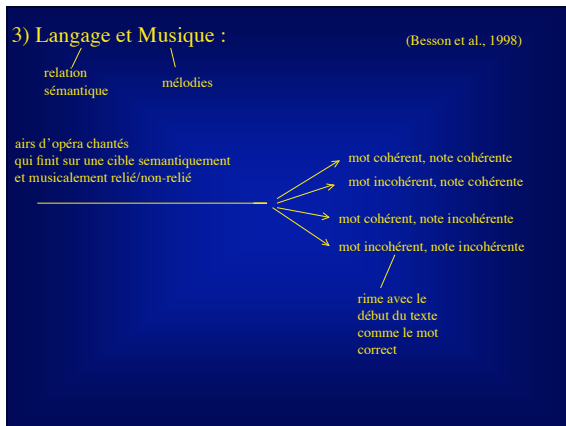 3) Langage et Musique :
(Besson et al., 1998)
relation
sémantique
mélodies
airs d'opéra chantés
qui finit sur une cible semantiquement
et musicalement relié/non-relié
mot cohérent, note cohérente
mot incohérent, note cohérente
mot cohérent, note incohérente
mot incohérent, note incohérente
rime avec le
début du texte
comme le mot
correct